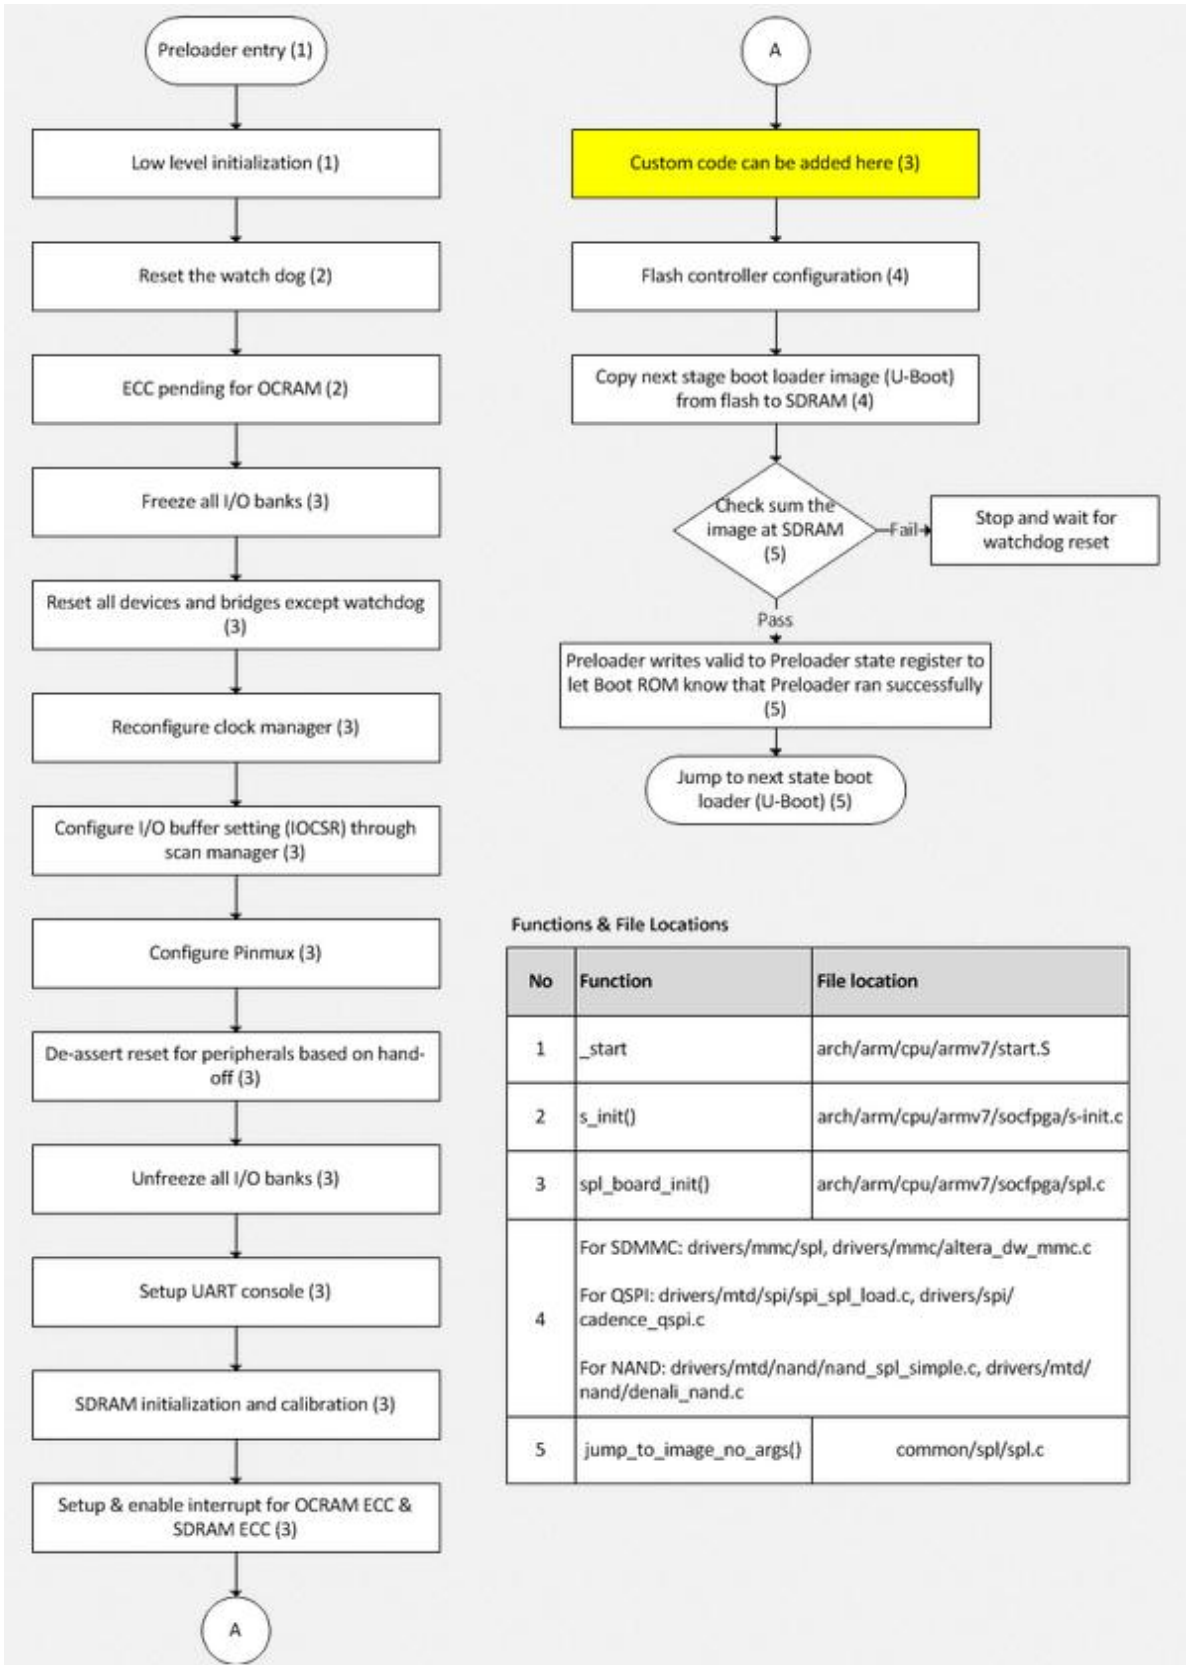 Preloader entry (1)
Low level initialization (1)
Reset the watch dog (2)
ECC pending for OCRAM (2)
Freeze all I/O banks (3)
Reset all devices and bridges except watchdog
(3)
Reconfigure clock manager (3)
Configure I/O buffer setting (IOCSR) through
scan manager (3)
Configure Pinmux (3)
De-assert reset for peripherals based on hand-
off (3)
Unfreeze all I/O banks (3)
Setup UART console (3)
SDRAM initialization and calibration (3)
Setup & enable interrupt for OCRAM ECC &
SDRAM ECC (3)
A
A
Custom code can be added here (3)
Flash controller configuration (4)
Copy next stage boot loader image (U-Boot)
from flash to SDRAM (4)
Check sum the
image at SDRAM
(5)
Fail
Stop and wait for
watchdog reset
Pass
Preloader writes valid to Preloader state register to
let Boot ROM know that Preloader ran successfully
(5)
Jump to next state boot
loader (U-Boot) (5)
Functions & File Locations
No Function File location
1 _start arch/arm/cpu/armv7/start.S
2 s_init() arch/arm/cpu/armv7/socfpga/s-init.c
3 spl_board_init() arch/arm/cpu/armv7/socfpga/spl.c
4
For SDMMC: drivers/mmc/spl, drivers/mmc/altera_dw_mmc.c
For QSPI: drivers/mtd/spi/spi_spl_load.c, drivers/spi/
cadence_qspi.c
For NAND: drivers/mtd/nand/nand_spl_simple.c, drivers/mtd/
nand/denali_nand.c
5 jump_to_image_no_args() common/spl/spl.c